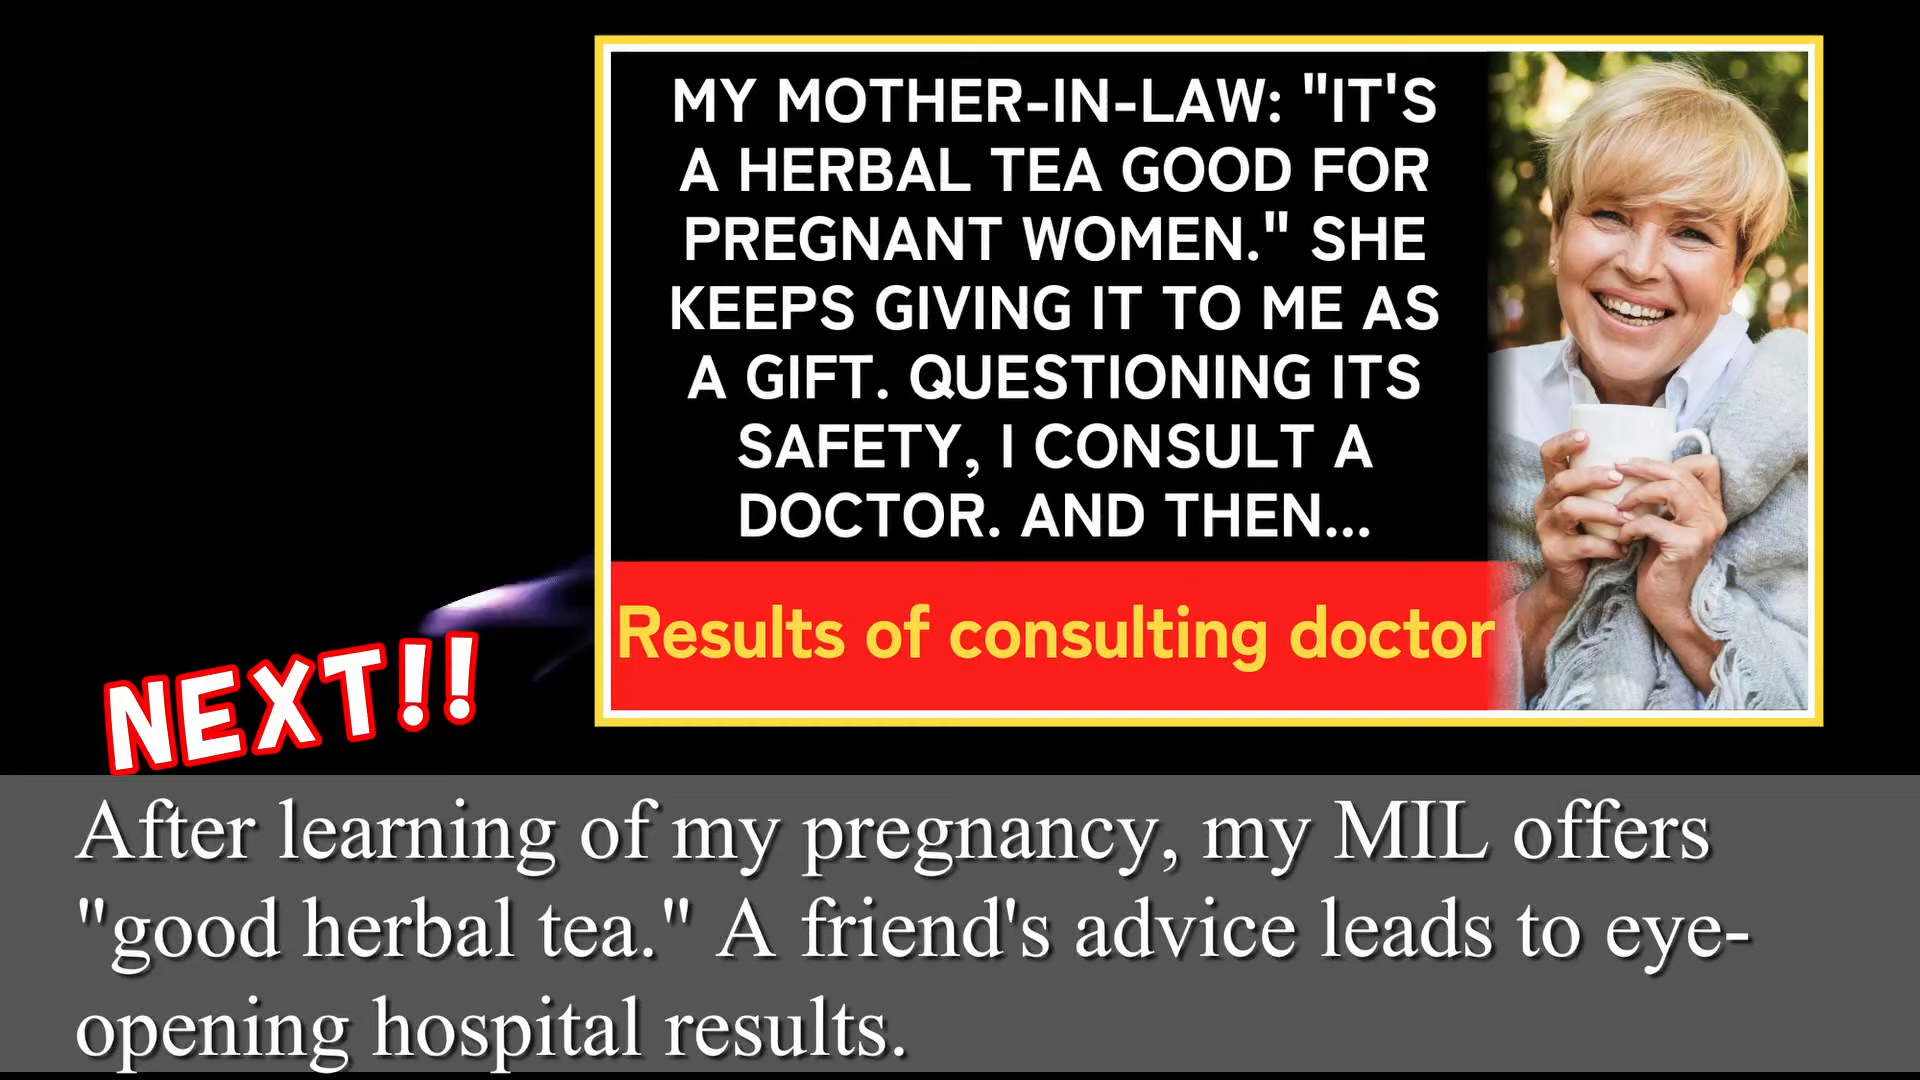 MY MOTHER-IN-LAW: "IT'S
A HERBAL TEA GOOD FOR
PREGNANT WOMEN." SHE
KEEPS GIVING IT TO ME AS
A GIFT. QUESTIONING ITS
SAFETY, I CONSULT A
DOCTOR. AND THEN...
Results of consulting doctor
NEXT!!
After learning of my pregnancy, my MIL offers
"good herbal tea." A friend's advice leads to eye-
opening hospital results.